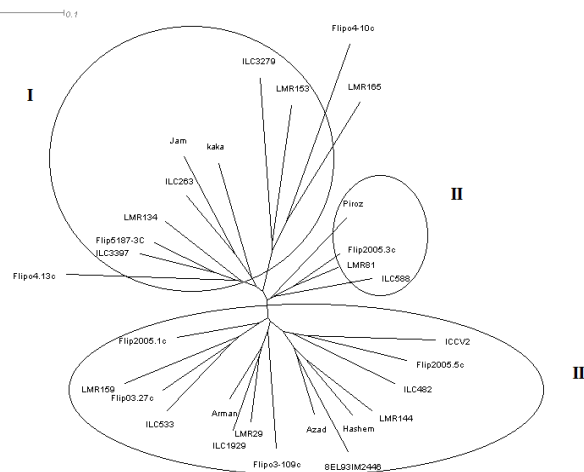 0.1
Flipo4-10c
ILC3279
LMR153
LMR165
I
Jam
kaka
ILC263
II
Piroz
LMR134
Flip5187-3C
ILC3397
Flip2005.3c
LMR81
Flipo4.13c
ILC588
Flip2005.1c
ICCV2
Flip2005.5c
II
LMR159
ILC482
Flip03.27c
Arman
LMR144
ILC533
Azad
Hashem
LMR29
ILC1929
Flipo3-109c
8EL93IM2446